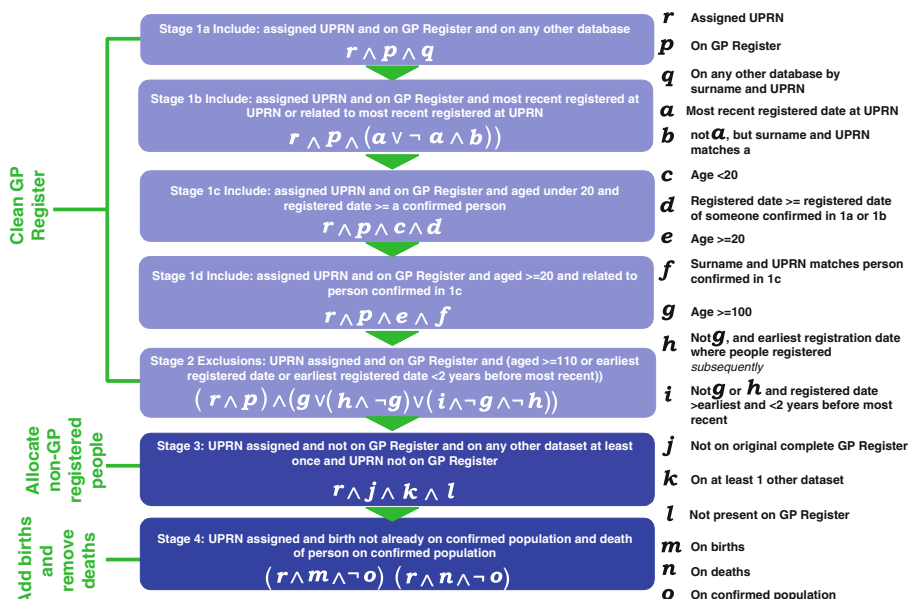 Clean GP
Register
Allocate
non-GP
registered
people
Add births
and
remove
deaths
Stage 1a Include: assigned UPRN and on GP Register and on any other database
r ∧ p ∧ q
Stage 1b Include: assigned UPRN and on GP Register and most recent registered at
UPRN or related to most recent registered at UPRN
r ∧ p ∧ (a ∨ ¬ a ∧ b))
Stage 1c Include: assigned UPRN and on GP Register and aged under 20 and
registered date >= a confirmed person
r ∧ p ∧ c ∧ d
Stage 1d Include: assigned UPRN and on GP Register and aged >=20 and related to
person confirmed in 1c
r ∧ p ∧ e ∧ f
Stage 2 Exclusions: UPRN assigned and on GP Register and (aged >=110 or earliest
registered date or earliest registered date <2 years before most recent))
(r ∧ p) ∧ (g ∨ (h ∧ ¬g) ∨ (i ∧ ¬g ∧ ¬h))
Stage 3: UPRN assigned and not on GP Register and on any other dataset at least
once and UPRN not on GP Register
r ∧ j ∧ k ∧ l
Stage 4: UPRN assigned and birth not already on confirmed population and death
of person on confirmed population
(r ∧ m ∧ ¬ o) (r ∧ n ∧ ¬ o)
r Assigned UPRN
p On GP Register
q On any other database by
surname and UPRN
a Most recent registered date at UPRN
b not a, but surname and UPRN
matches a
c Age <20
d Registered date >= registered date
of someone confirmed in 1a or 1b
e Age >=20
f Surname and UPRN matches person
confirmed in 1c
g Age >=100
h Not g, and earliest registration date
where people registered
subsequently
i Not g or h and registered date
>earliest and <2 years before most
recent
j Not on original complete GP Register
k On at least 1 other dataset
l Not present on GP Register
m On births
n On deaths
o On confirmed population